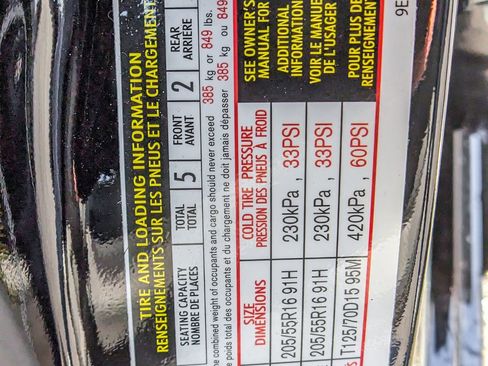 TIRE AND LOADING INFORMATION
RENSEIGNEMENTS SUR LES PNEUS ET LE CHARGEMENT
SEATING CAPACITY
NOMBRE DE PLACES
TOTAL
TOTAL
5
FRONT
AVANT
2
REAR
ARRIÈRE
combined weight of occupants and cargo should never exceed 385 kg or 849 lbs.
poids total des occupants et du chargement ne doit jamais dépasser 385 kg ou 849
SIZE
DIMENSIONS
COLD TIRE PRESSURE
PRESSION DES PNEUS À FROID
205/55R16 91H
230kPa, 33PSI
205/55R16 91H
230kPa, 33PSI
T125/70D15 95M
420kPa, 60PSI
SEE OWNER'S
MANUAL FOR
ADDITIONAL
INFORMATION
VOIR LE MANUEL
DE L'USAGER
POUR PLUS DE
RENSEIGNEMENT
9E